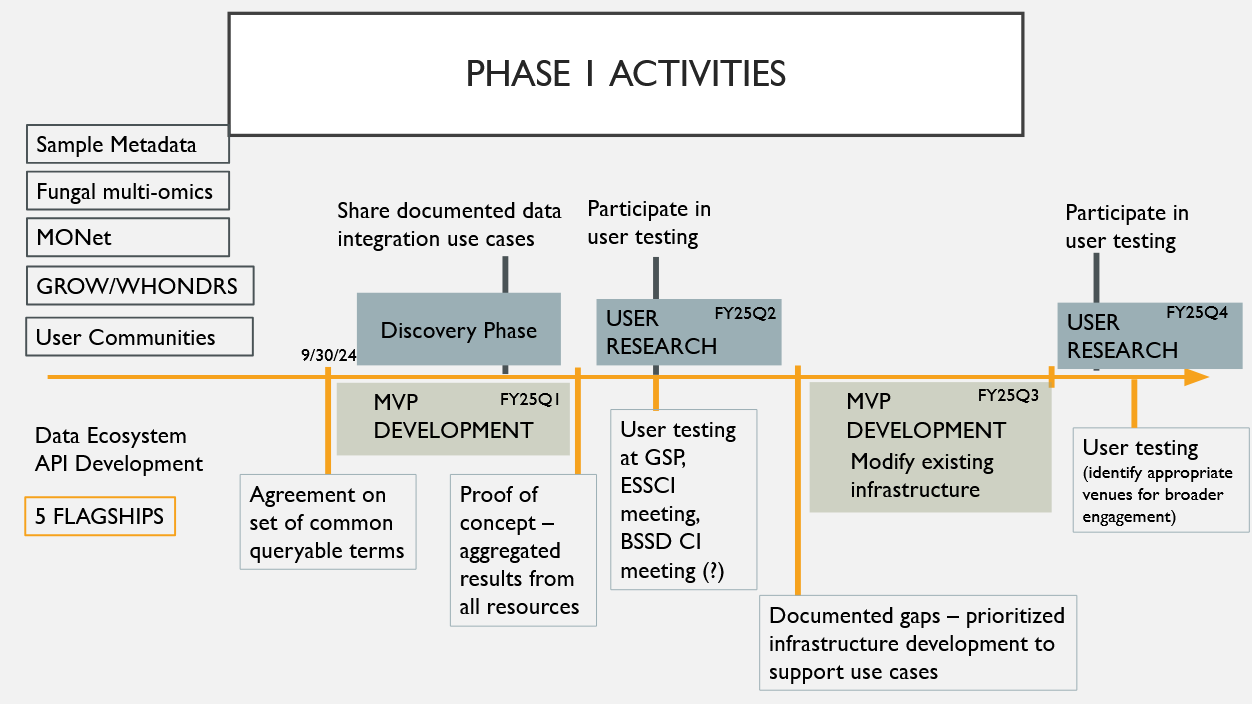 PHASE 1 ACTIVITIES
Sample Metadata
Fungal multi-omics
MONet
GROW/WHONDRS
User Communities
Share documented data
integration use cases
Participate in
user testing
Participate in
user testing
9/30/24
Discovery Phase
USER
RESEARCH
FY25Q2
USER
RESEARCH
FY25Q4
MVP
DEVELOPMENT
FY25Q1
MVP
DEVELOPMENT
FY25Q3
Modify existing
infrastructure
Data Ecosystem
API Development
5 FLAGSHIPS
Agreement on
set of common
queryable terms
Proof of
concept –
aggregated
results from
all resources
User testing
at GSP,
ESSCI
meeting,
BSSD CI
meeting (?)
Documented gaps – prioritized
infrastructure development to
support use cases
User testing
(identify appropriate
venues for broader
engagement)